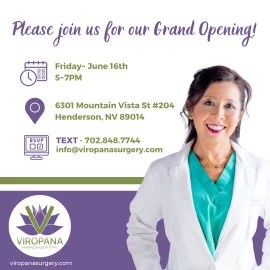 Please join us for our Grand Opening!
Friday- June 16th
5-7PM
6301 Mountain Vista St #204
Henderson, NV 89014
RSVP
TEXT - 702.848.7744
info@viropanasurgery.com
VIROPANA
viropanasurgery.com